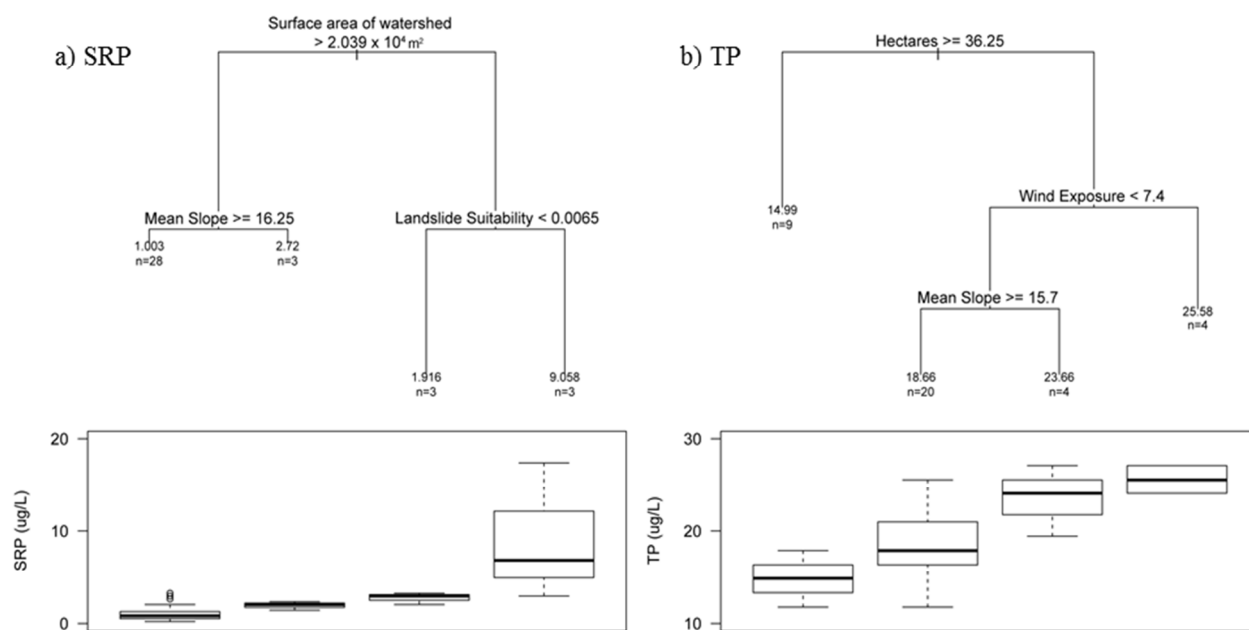 a) SRP
Surface area of watershed
> 2.039 x 10⁴ m²
Mean Slope >= 16.25
1.003
n=28
2.72
n=3
Landslide Suitability < 0.0065
1.916
n=3
9.058
n=3
SRP (ug/L)
20
10
0
b) TP
Hectares >= 36.25
14.99
n=9
Wind Exposure < 7.4
Mean Slope >= 15.7
18.66
n=20
23.66
n=4
25.58
n=4
TP (ug/L)
30
20
10